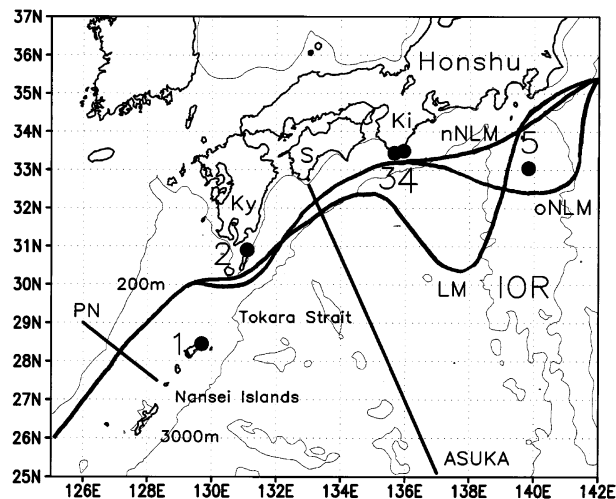 37N
36N
35N
34N
33N
32N
31N
30N
29N
28N
27N
26N
25N
Honshu
Ki
nNLM
S
34
5
Ky
oNLM
2
200m
LM
IOR
PN
Tokara Strait
1
Nansei Islands
3000m
ASUKA
126E 128E 130E 132E 134E 136E 138E 140E 142E